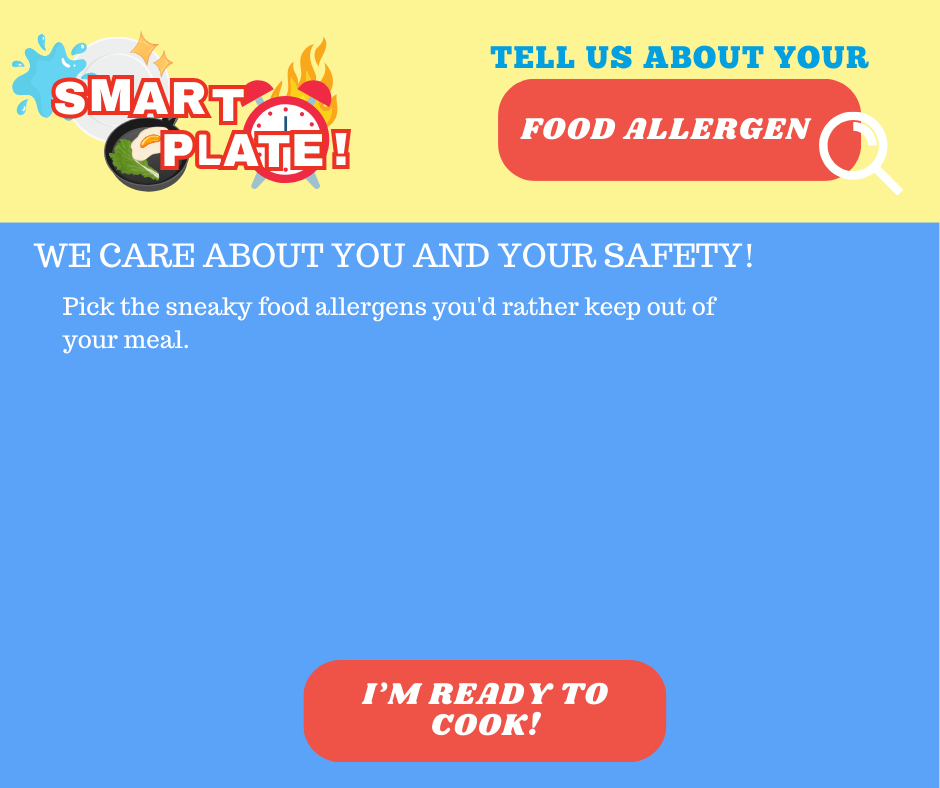 SMART
PLATE!
TELL US ABOUT YOUR
FOOD ALLERGEN
WE CARE ABOUT YOU AND YOUR SAFETY!
Pick the sneaky food allergens you'd rather keep out of
your meal.
I'M READY TO
COOK!